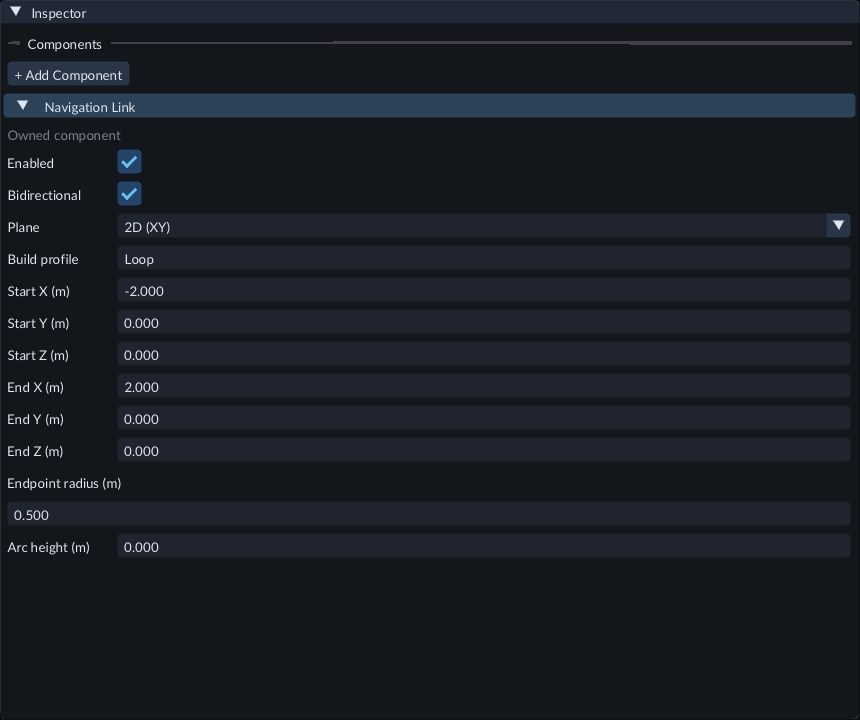 Inspector
Components
+ Add Component
Navigation Link
Owned component
Enabled
Bidirectional
Plane 2D (XY)
Build profile Loop
Start X (m) -2.000
Start Y (m) 0.000
Start Z (m) 0.000
End X (m) 2.000
End Y (m) 0.000
End Z (m) 0.000
Endpoint radius (m)
0.500
Arc height (m) 0.000